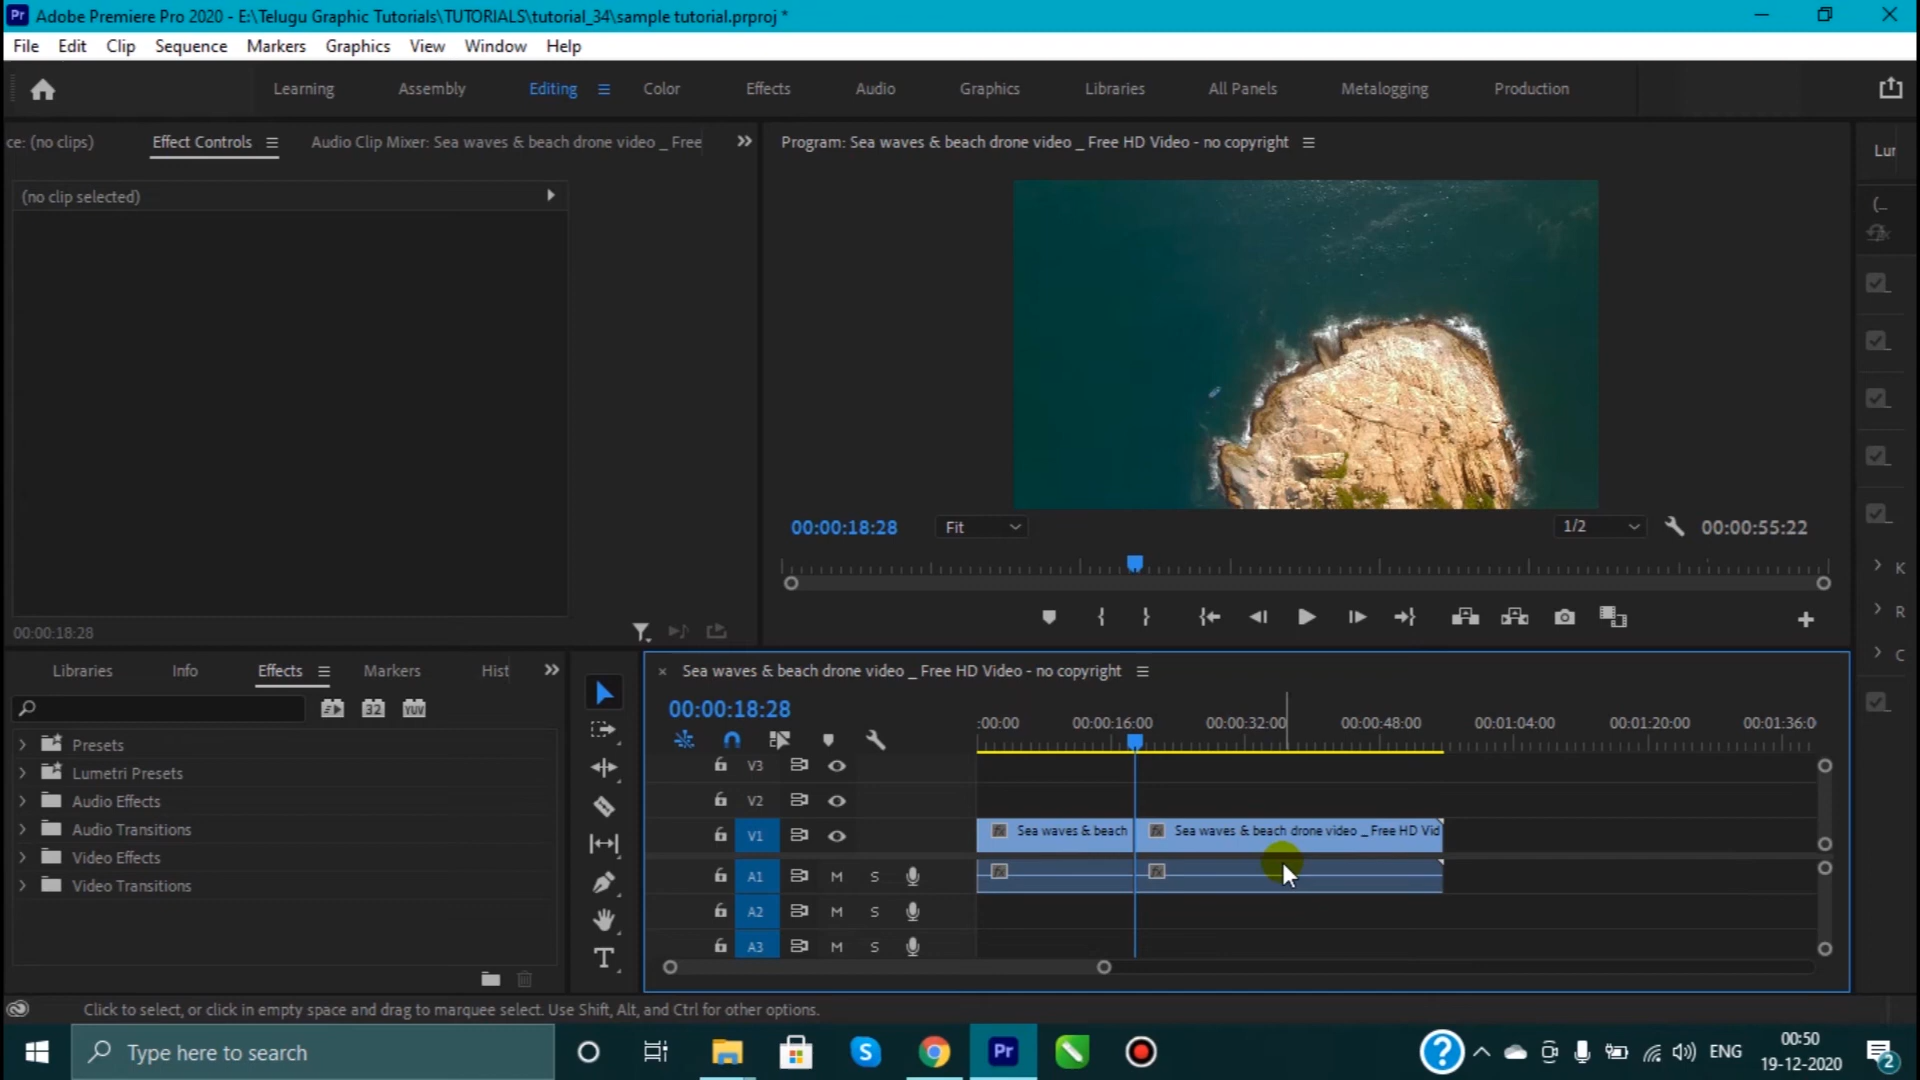 Adobe Premiere Pro 2020 - E:\Telugu Graphic Tutorials\TUTORIALS\tutorial_34\sample tutorial.prproj *
File Edit Clip Sequence Markers Graphics View Window Help
Learning Assembly Editing Color Effects Audio Graphics Libraries All Panels Metalogging Production
ce: (no clips) Effect Controls Audio Clip Mixer: Sea waves & beach drone video _ Free
Program: Sea waves & beach drone video _ Free HD Video - no copyright
Lur
(no clip selected)
00:00:18:28 Fit 1/2 00:00:55:22
K
R
C
00:00:18:28
Libraries Info Effects Markers Hist
Sea waves & beach drone video _ Free HD Video - no copyright
00:00:18:28
:00:00 00:00:16:00 00:00:32:00 00:00:48:00 00:01:04:00 00:01:20:00 00:01:36:0
32 YUV
Presets
Lumetri Presets
Audio Effects
Audio Transitions
Video Effects
Video Transitions
V3
V2
V1 fx Sea waves & beach fx Sea waves & beach drone video _ Free HD Vid
A1 M S fx fx
A2 M S
A3 M S
Click to select, or click in empty space and drag to marquee select. Use Shift, Alt, and Ctrl for other options.
Type here to search
Pr
ENG
00:50
19-12-2020
2